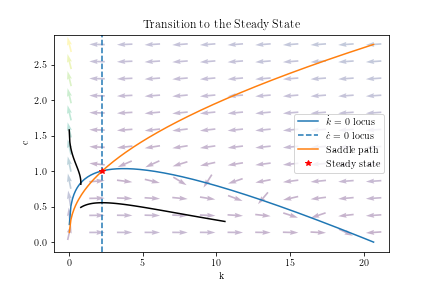 Transition to the Steady State
c
2.5
2.0
1.5
1.0
0.5
0.0
k̇ = 0 locus
ċ = 0 locus
Saddle path
Steady state
0
5
10
15
20
k